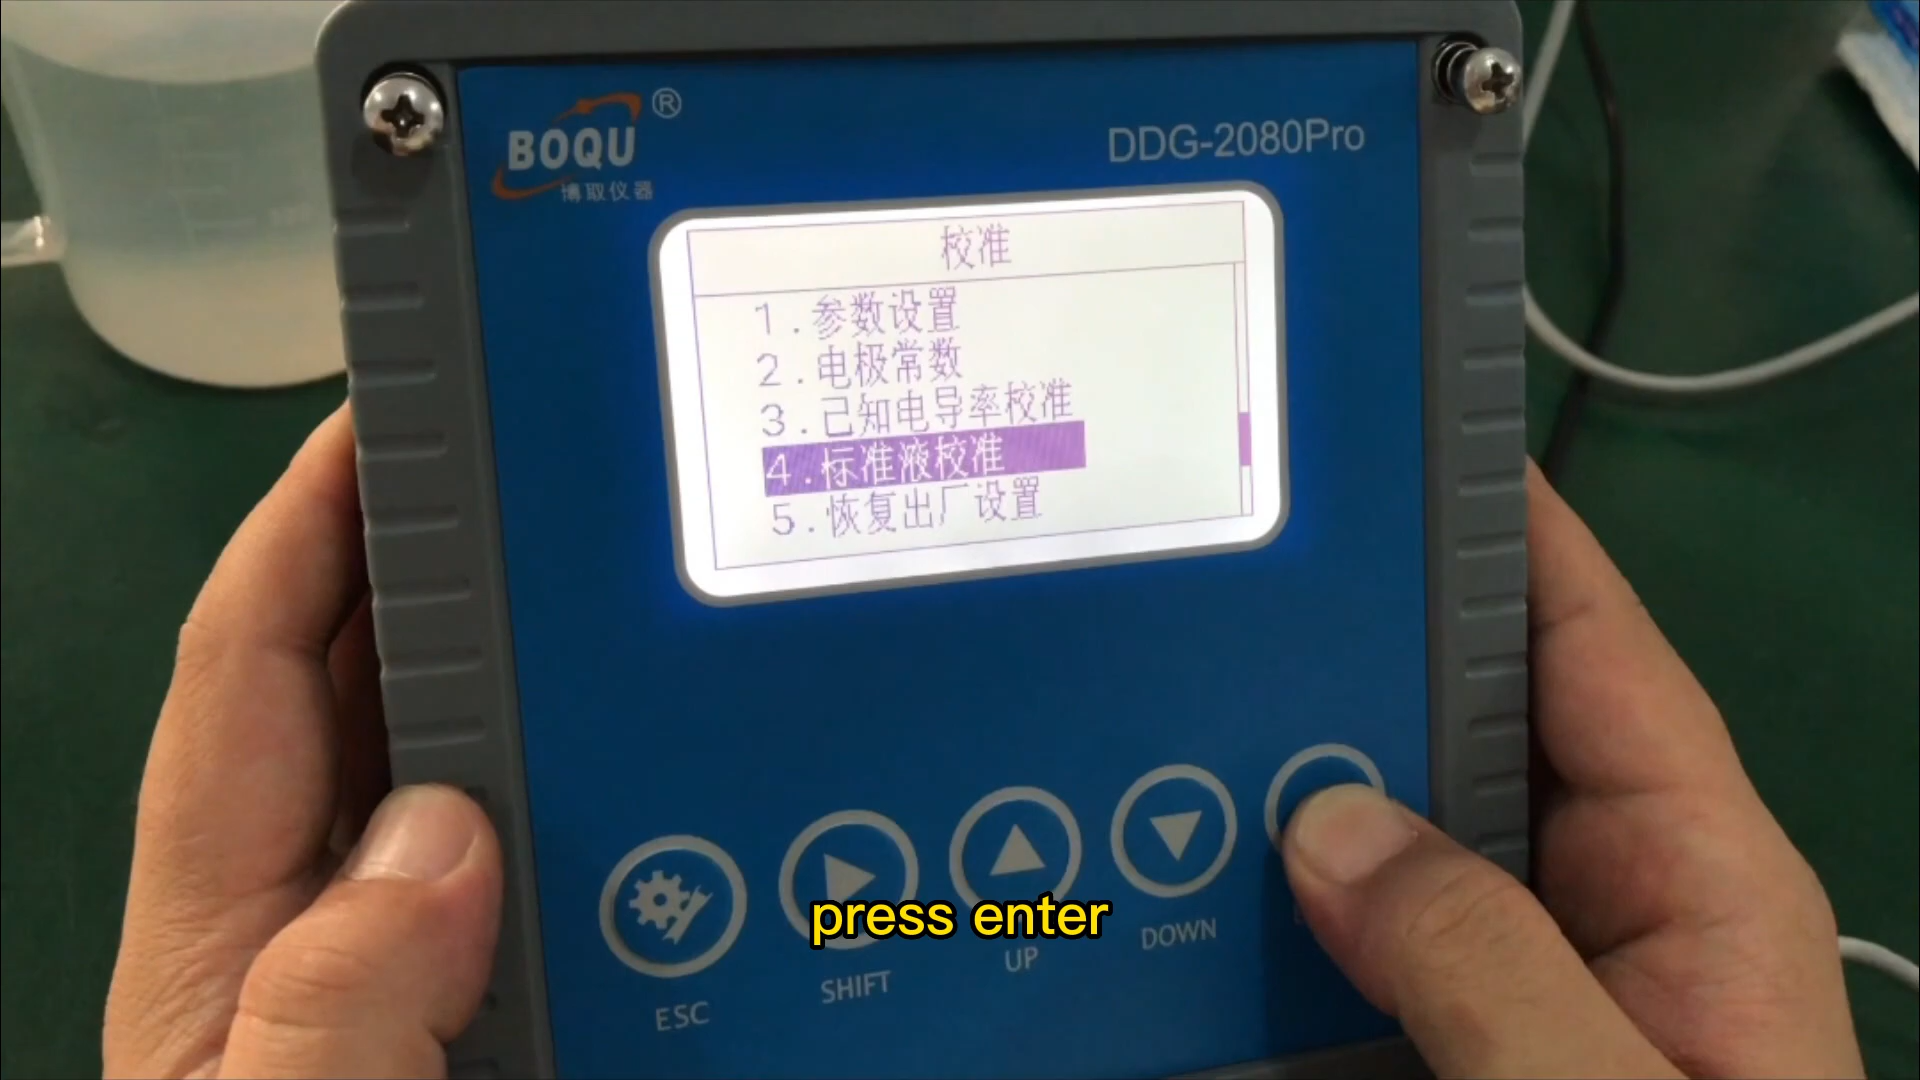 BOQU ®
博取仪器
DDG-2080Pro
校准
1.参数设置
2.电极常数
3.已知电导率校准
4.标准液校准
5.恢复出厂设置
press enter
ESC
SHIFT
UP
DOWN